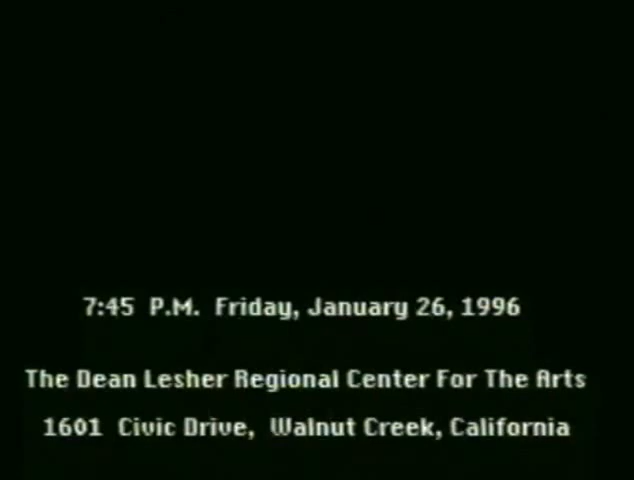 7:45 P.M. Friday, January 26, 1996
The Dean Lesher Regional Center For The Arts
1601 Civic Drive, Walnut Creek, California